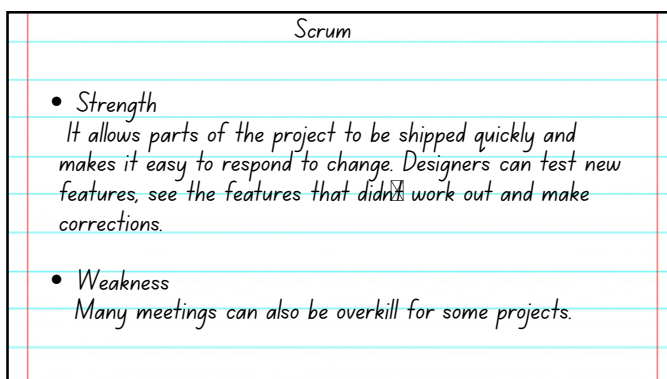 Scrum
• Strength
It allows parts of the project to be shipped quickly and
makes it easy to respond to change. Designers can test new
features, see the features that didn't work out and make
corrections.
• Weakness
Many meetings can also be overkill for some projects.